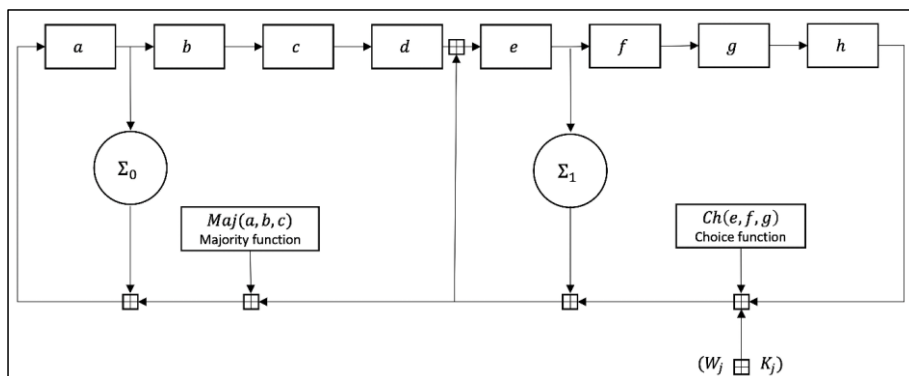 a b c d e f g h
Σ₀
Σ₁
Maj(a, b, c)
Majority function
Ch(e, f, g)
Choice function
(Wⱼ ⊞ Kⱼ)